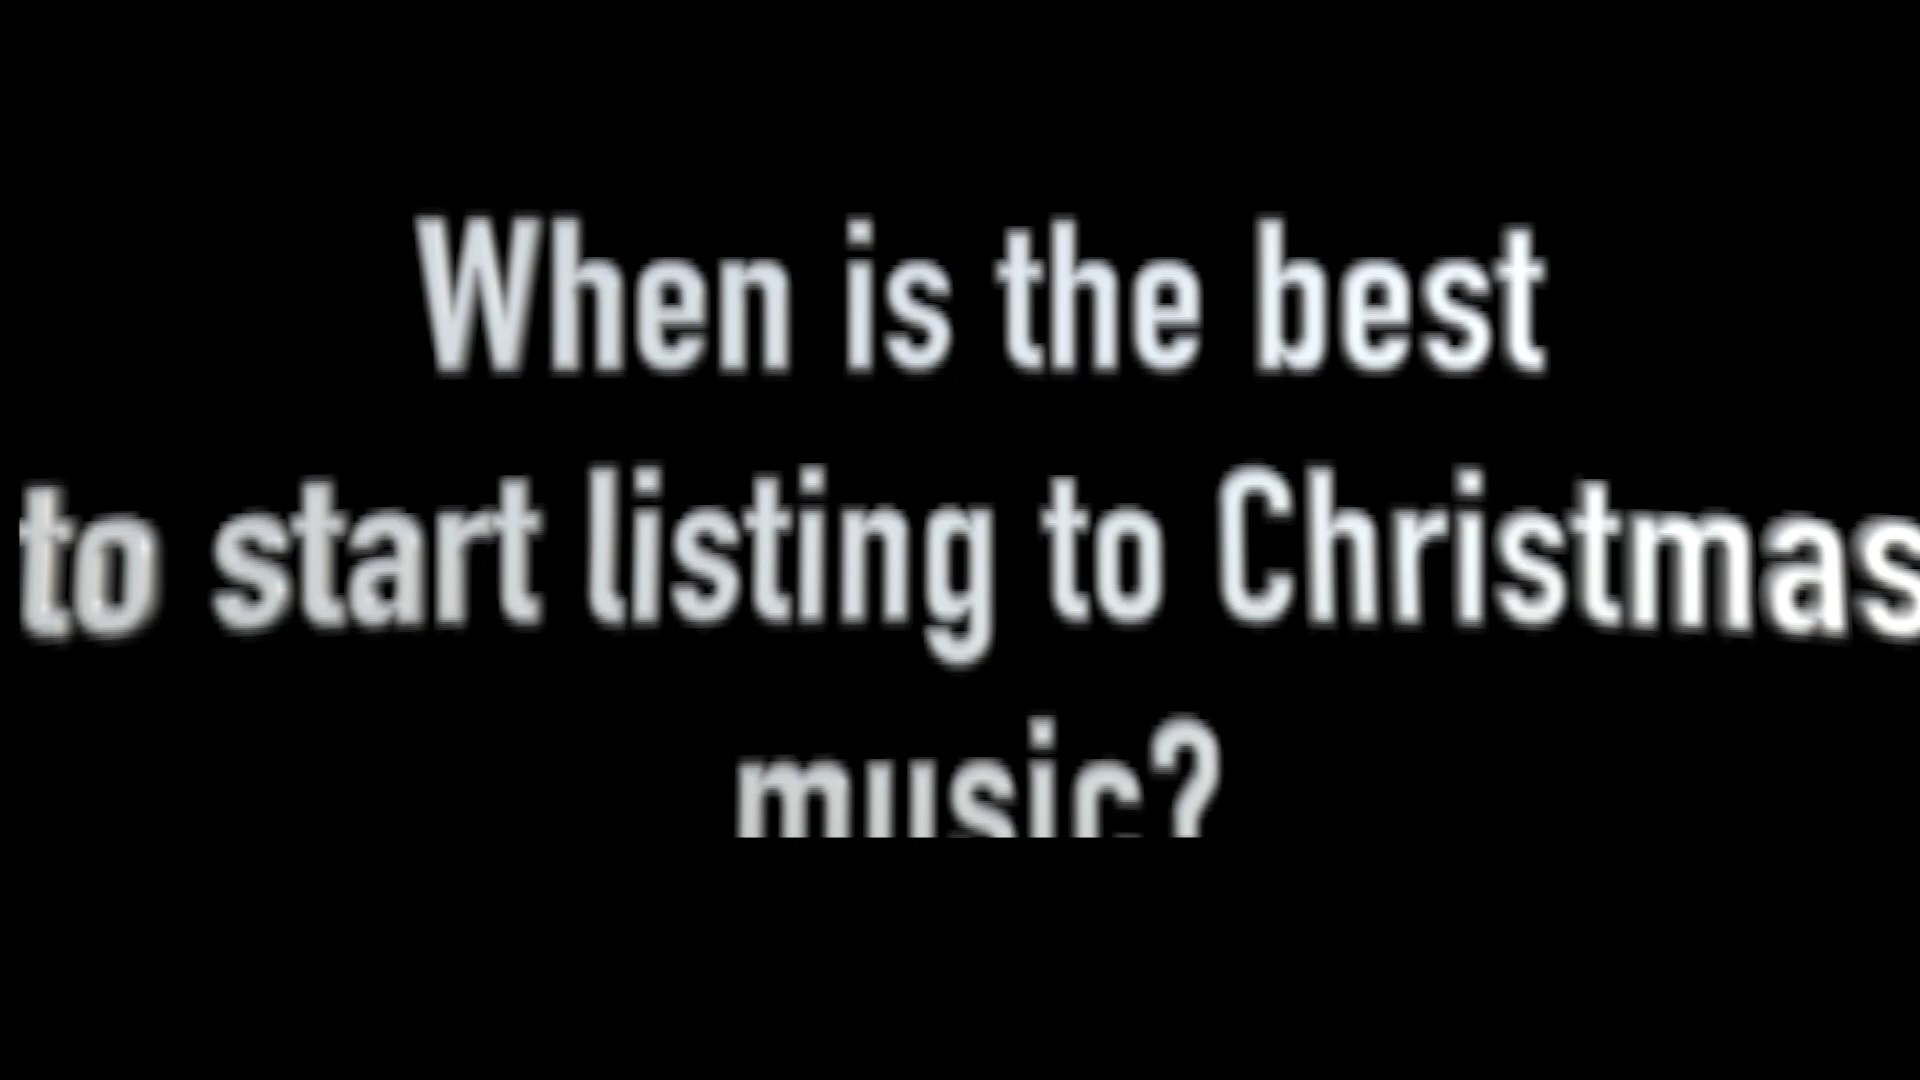 When is the best
to start listing to Christmas
music?